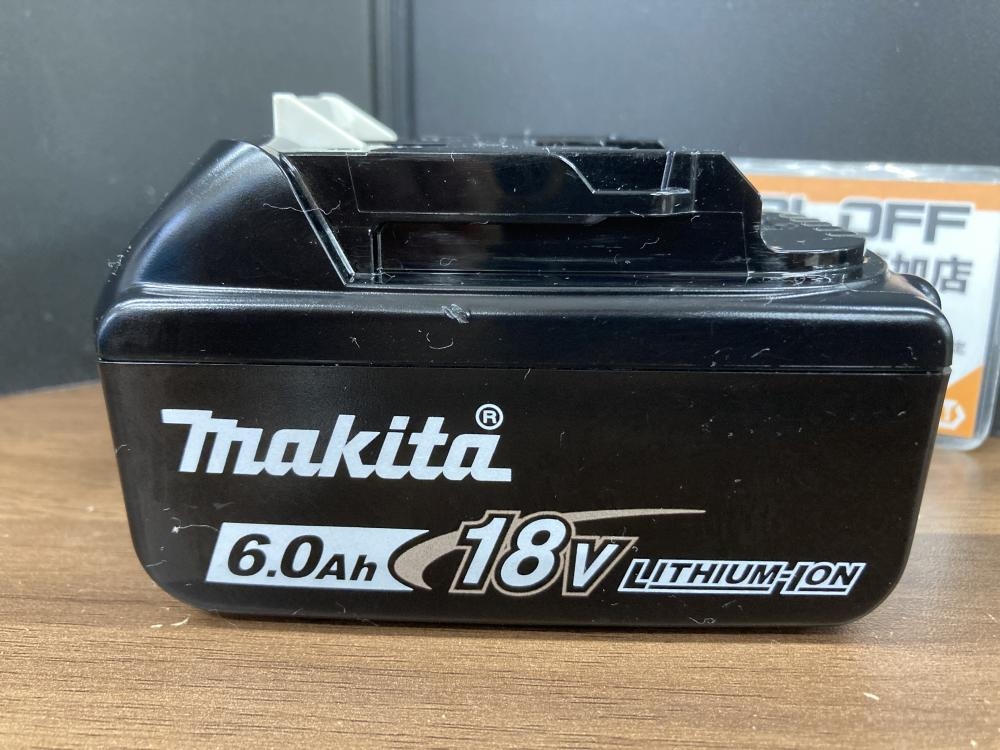 makita®
6.0Ah 18V LITHIUM-ION
OFF
加店